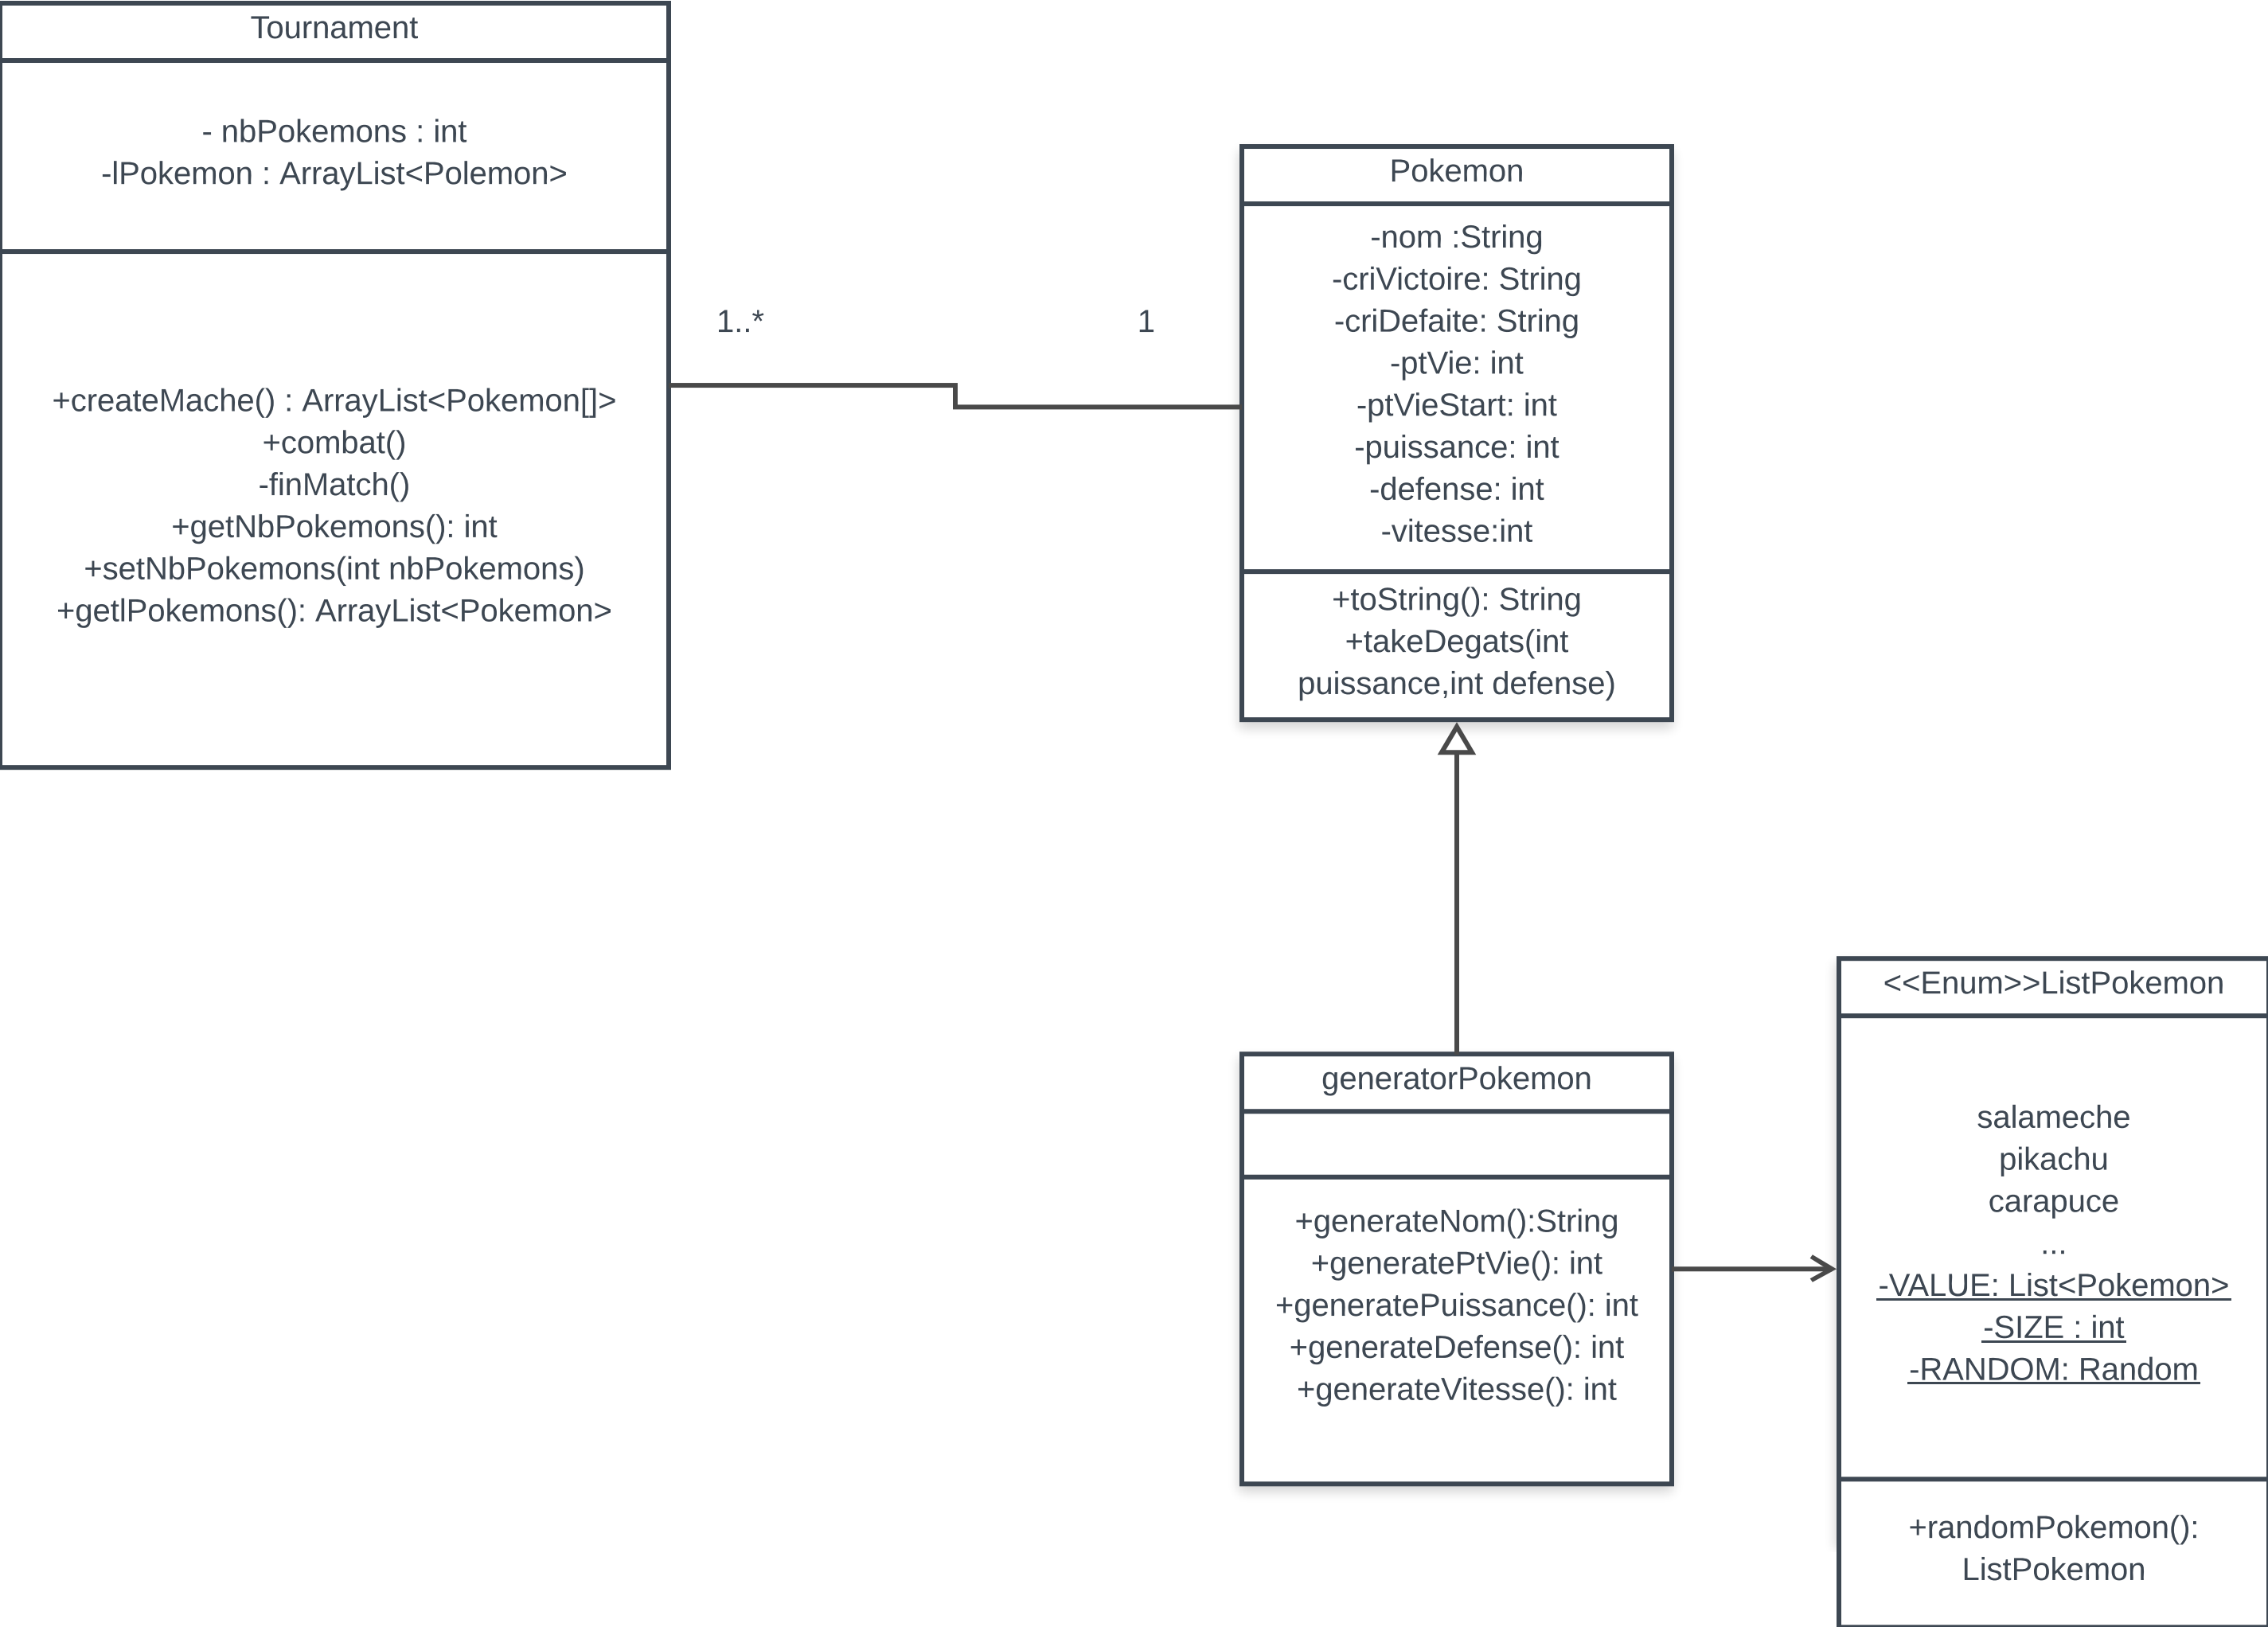 Tournament
- nbPokemons : int
-lPokemon : ArrayList<Polemon>
+createMache() : ArrayList<Pokemon[]>
+combat()
-finMatch()
+getNbPokemons(): int
+setNbPokemons(int nbPokemons)
+getlPokemons(): ArrayList<Pokemon>
1..*
1
Pokemon
-nom :String
-criVictoire: String
-criDefaite: String
-ptVie: int
-ptVieStart: int
-puissance: int
-defense: int
-vitesse:int
+toString(): String
+takeDegats(int
puissance,int defense)
generatorPokemon
+generateNom():String
+generatePtVie(): int
+generatePuissance(): int
+generateDefense(): int
+generateVitesse(): int
<<Enum>>ListPokemon
salameche
pikachu
carapuce
...
-VALUE: List<Pokemon>
-SIZE : int
-RANDOM: Random
+randomPokemon():
ListPokemon